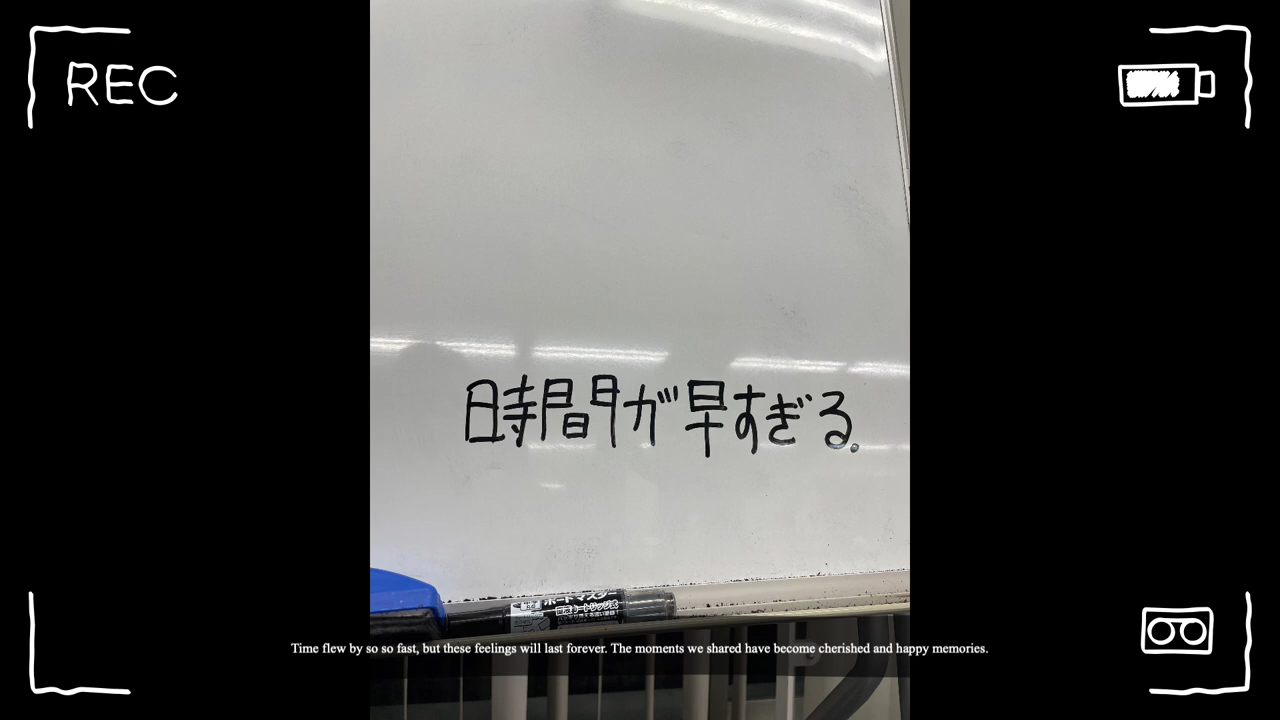 REC
時間が早すぎる.
ボードマスター
Time flew by so so fast, but these feelings will last forever. The moments we shared have become cherished and happy memories.